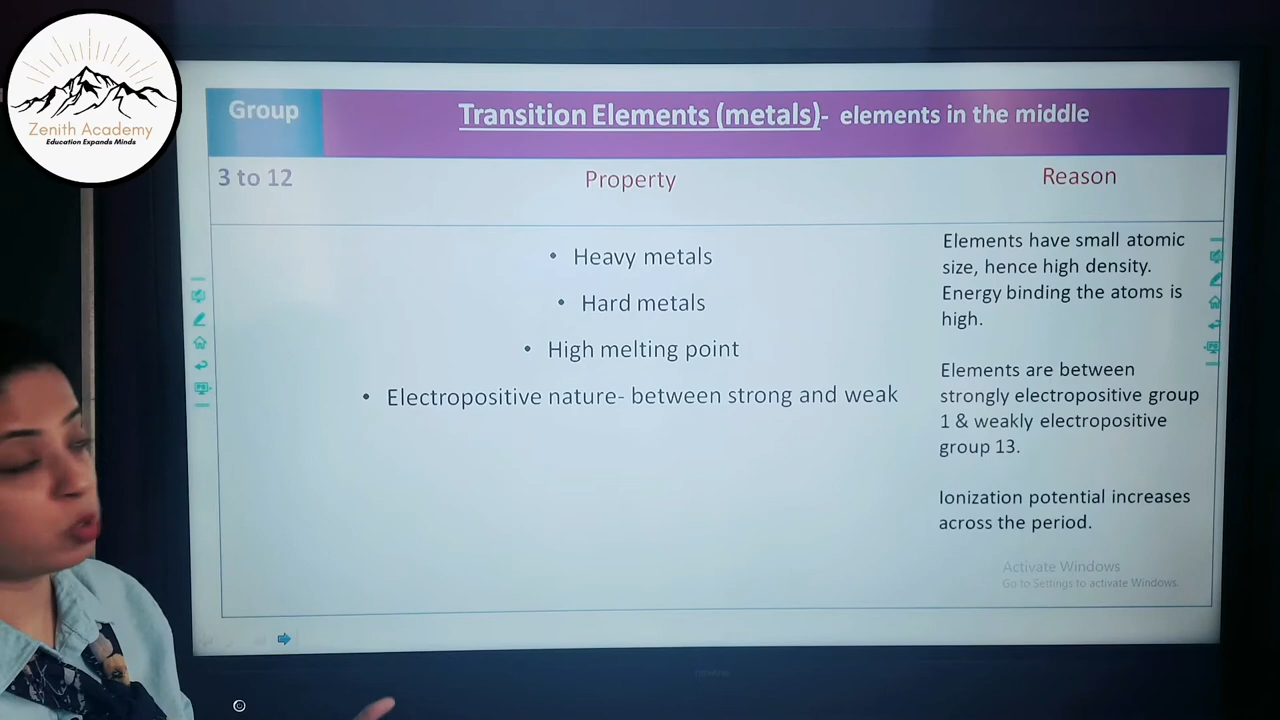 Zenith Academy
Education Expands Minds
Group
Transition Elements (metals)- elements in the middle
3 to 12
Property
Reason
• Heavy metals
• Hard metals
• High melting point
• Electropositive nature- between strong and weak
Elements have small atomic
size, hence high density.
Energy binding the atoms is
high.
Elements are between
strongly electropositive group
1 & weakly electropositive
group 13.
Ionization potential increases
across the period.
Activate Windows
Go to Settings to activate Windows.